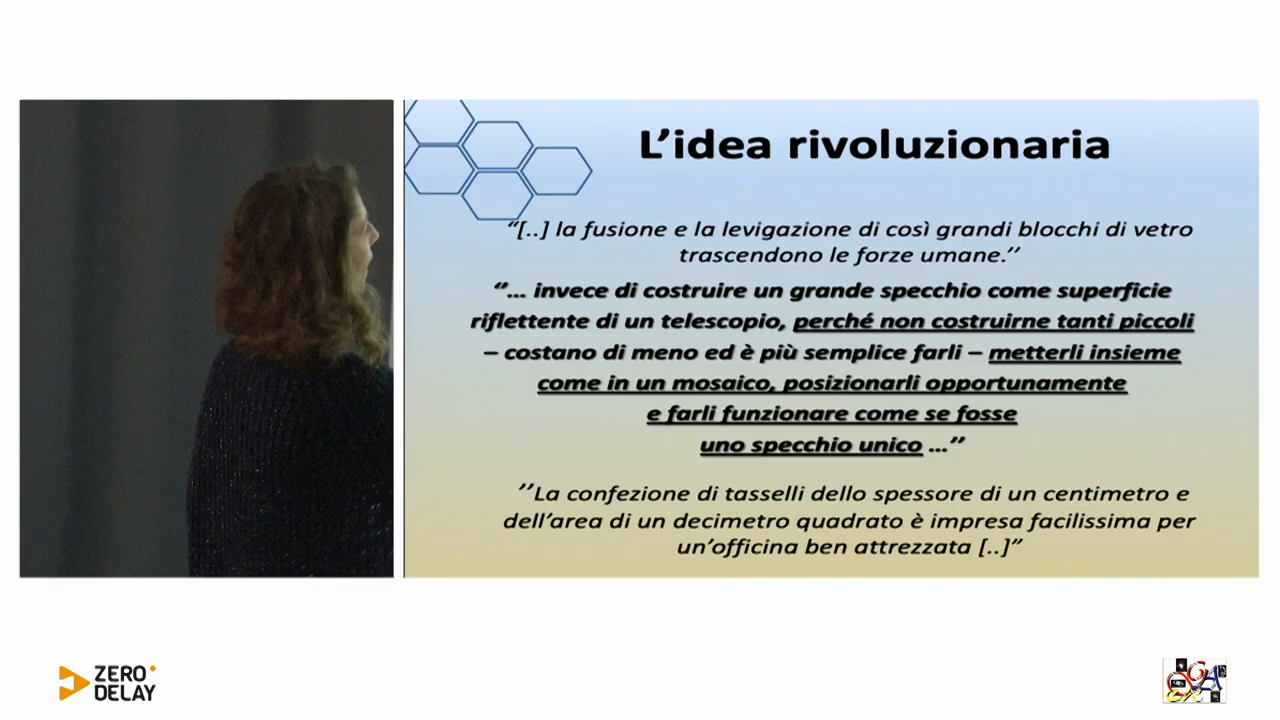 L’idea rivoluzionaria
“[..] la fusione e la levigazione di così grandi blocchi di vetro
trascendono le forze umane.’’
‘’... invece di costruire un grande specchio come superficie
riflettente di un telescopio, perché non costruirne tanti piccoli
– costano di meno ed è più semplice farli – metterli insieme
come in un mosaico, posizionarli opportunamente
e farli funzionare come se fosse
uno specchio unico ...’’
’’La confezione di tasselli dello spessore di un centimetro e
dell’area di un decimetro quadrato è impresa facilissima per
un’officina ben attrezzata [..]”
ZERO
DELAY